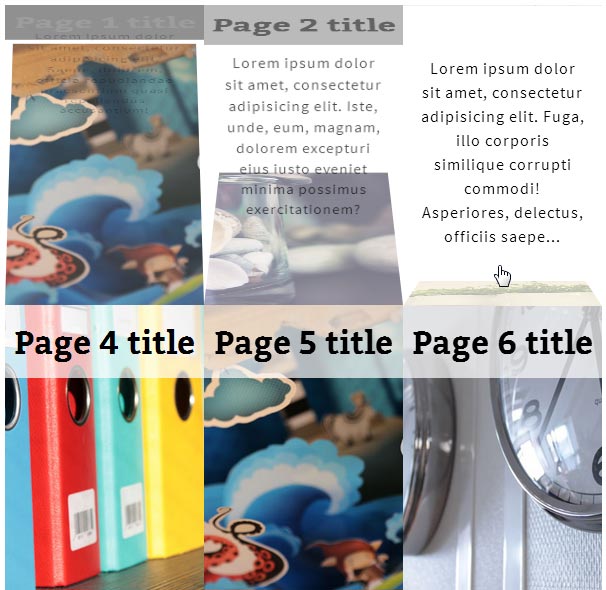 Page 1 title
Lorem ipsum dolor
sit amet, consectetur
adipisicing elit.
accusantium!
Page 2 title
Lorem ipsum dolor
sit amet, consectetur
adipisicing elit. Iste,
unde, eum, magnam,
dolorem excepturi
eius iusto eveniet
minima possimus
exercitationem?
Lorem ipsum dolor
sit amet, consectetur
adipisicing elit. Fuga,
illo corporis
similique corrupti
commodi!
Asperiores, delectus,
officiis saepe...
Page 4 title
Page 5 title
Page 6 title